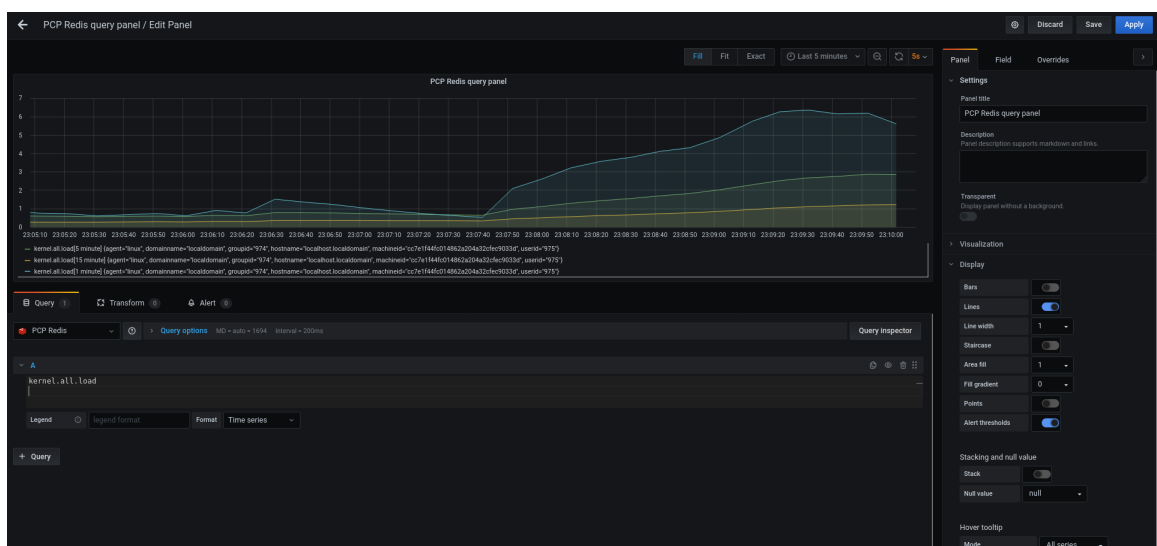 PCP Redis query panel / Edit Panel
Discard Save Apply
Fill Fit Exact Last 5 minutes 5s
Panel Field Overrides
PCP Redis query panel
7
6
5
4
3
2
1
0
23:05:10 23:05:20 23:05:30 23:05:40 23:05:50 23:06:00 23:06:10 23:06:20 23:06:30 23:06:40 23:06:50 23:07:00 23:07:10 23:07:20 23:07:30 23:07:40 23:07:50 23:08:00 23:08:10 23:08:20 23:08:30 23:08:40 23:08:50 23:09:00 23:09:10 23:09:20 23:09:30 23:09:40 23:09:50 23:10:00
kernel.all.load[5 minute] {agent="linux", domainname="localdomain", groupid="974", hostname="localhost.localdomain", machineid="cc7e1f44fc014862a204a32cfec9033d", userid="975"}
kernel.all.load[15 minute] {agent="linux", domainname="localdomain", groupid="974", hostname="localhost.localdomain", machineid="cc7e1f44fc014862a204a32cfec9033d", userid="975"}
kernel.all.load[1 minute] {agent="linux", domainname="localdomain", groupid="974", hostname="localhost.localdomain", machineid="cc7e1f44fc014862a204a32cfec9033d", userid="975"}
Query 1 Transform 0 Alert 0
PCP Redis Query options MD = auto = 1694 Interval = 200ms Query inspector
A
kernel.all.load
Legend legend format Format Time series
+ Query
Settings
Panel title
PCP Redis query panel
Description
Panel description supports markdown and links.
Transparent
Display panel without a background.
Visualization
Display
Bars
Lines
Line width 1
Staircase
Area fill 1
Fill gradient 0
Points
Alert thresholds
Stacking and null value
Stack
Null value null
Hover tooltip
Mode All series